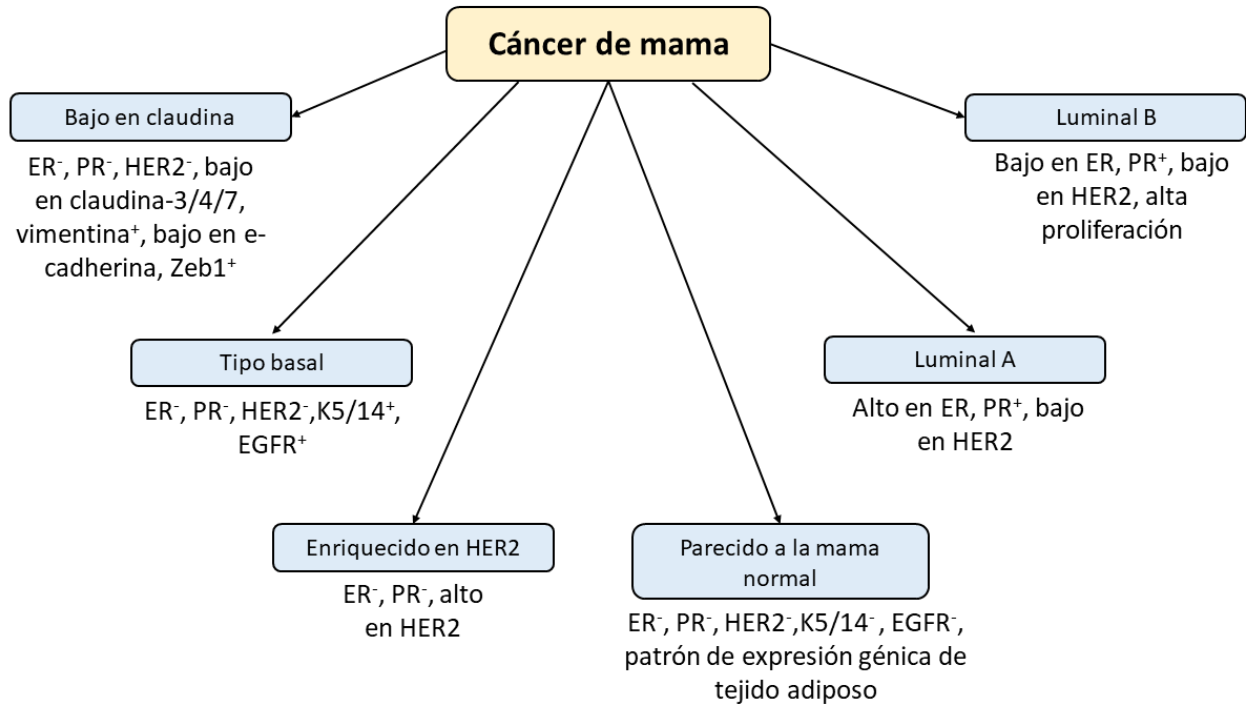 Cáncer de mama
Bajo en claudina
ER⁻, PR⁻, HER2⁻, bajo
en claudina-3/4/7,
vimentina⁺, bajo en e-
cadherina, Zeb1⁺
Luminal B
Bajo en ER, PR⁺, bajo
en HER2, alta
proliferación
Tipo basal
ER⁻, PR⁻, HER2⁻,K5/14⁺,
EGFR⁺
Luminal A
Alto en ER, PR⁺, bajo
en HER2
Enriquecido en HER2
ER⁻, PR⁻, alto
en HER2
Parecido a la mama
normal
ER⁻, PR⁻, HER2⁻,K5/14⁻, EGFR⁻,
patrón de expresión génica de
tejido adiposo